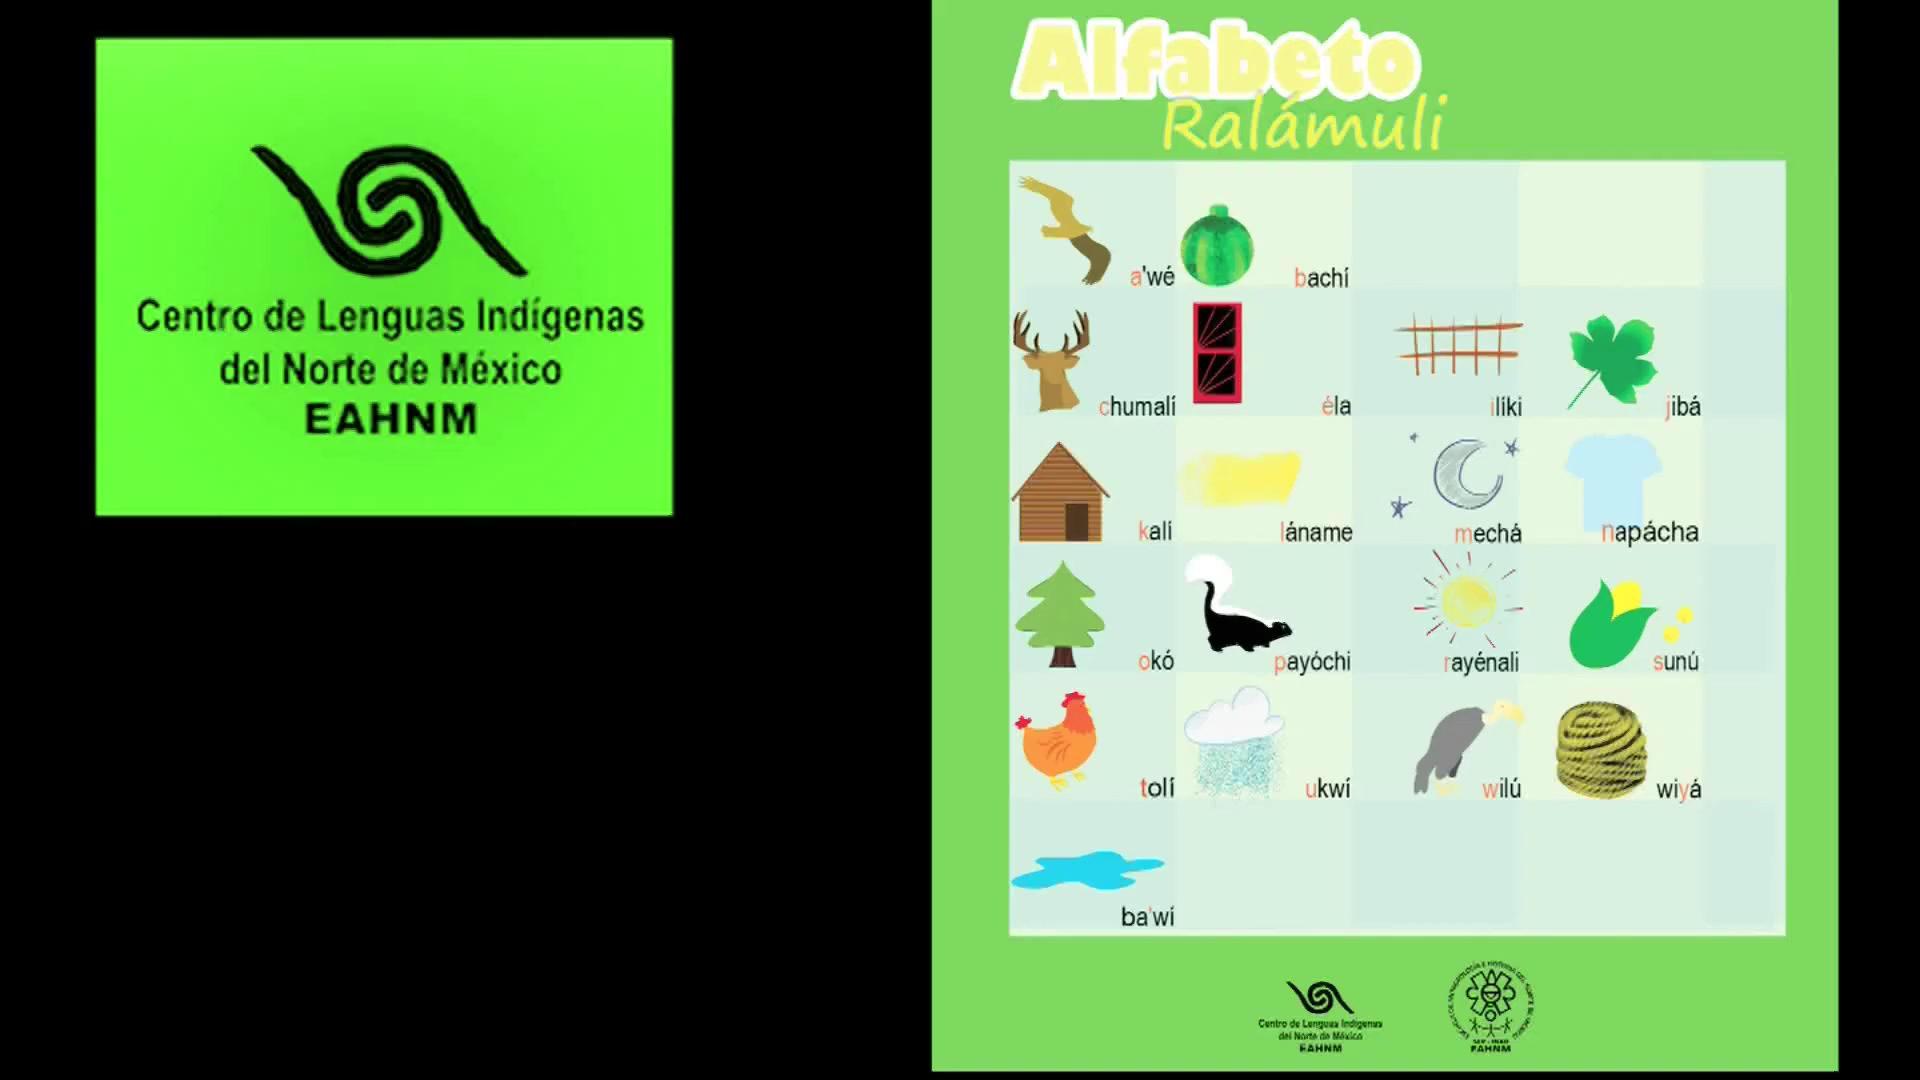 Centro de Lenguas Indígenas
del Norte de México
EAHNM
Alfabeto
Ralámuli
a'wé bachí
chumalí éla ilíki jibá
kalí láname mechá napácha
okó payóchi rayénali sunú
tolí ukwí wilú wiyá
ba'wí
Centro de Lenguas Indígenas
del Norte de México
EAHNM
EAHNM